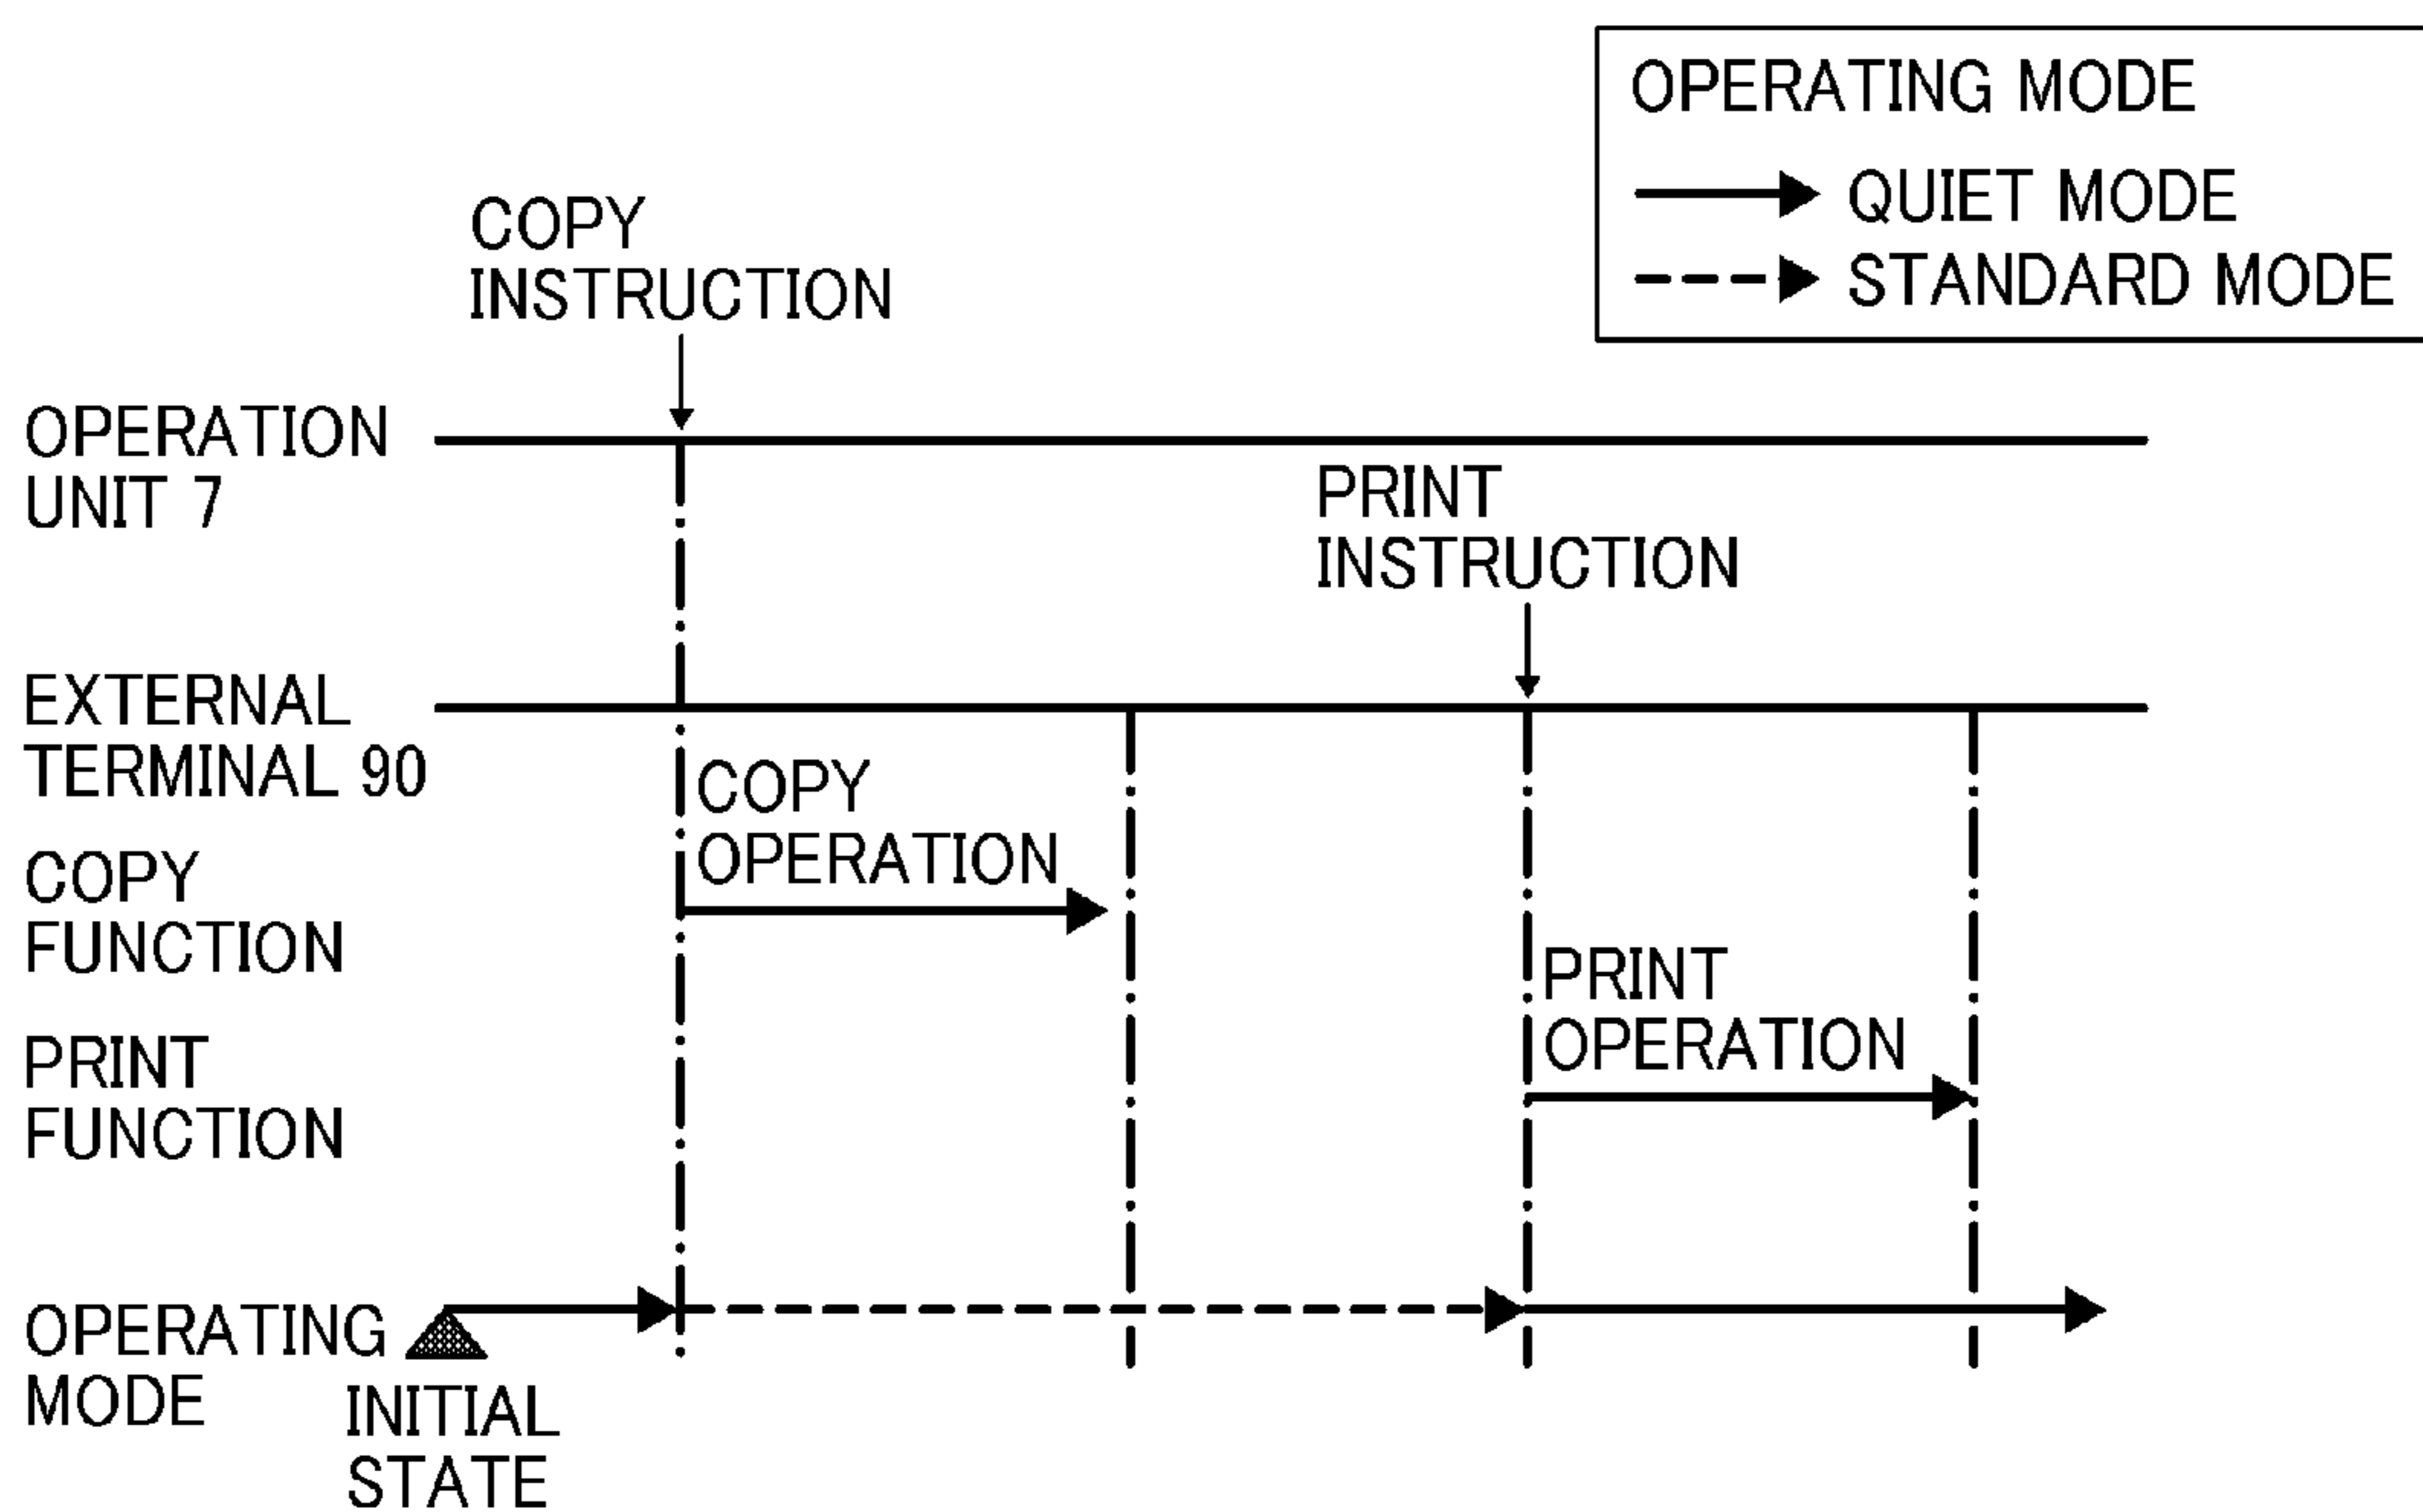 OPERATING MODE
QUIET MODE
STANDARD MODE
COPY
INSTRUCTION
OPERATION
UNIT 7
PRINT
INSTRUCTION
EXTERNAL
TERMINAL 90
COPY
OPERATION
COPY
FUNCTION
PRINT
OPERATION
PRINT
FUNCTION
OPERATING
MODE
INITIAL
STATE